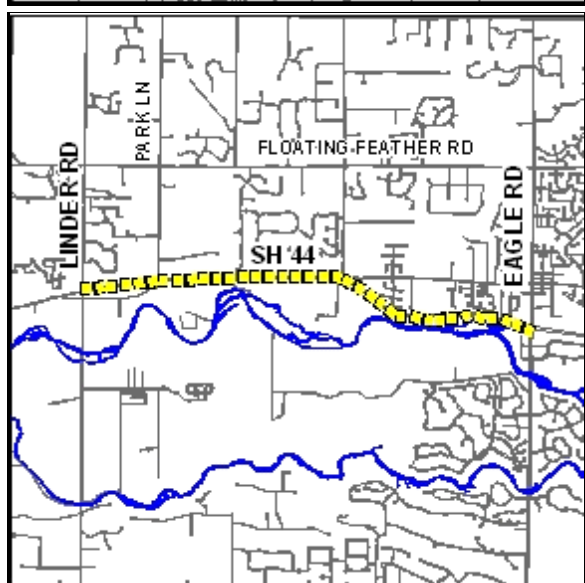 PARK LN
FLOATING FEATHER RD
LINDER RD
EAGLE RD
SH 44